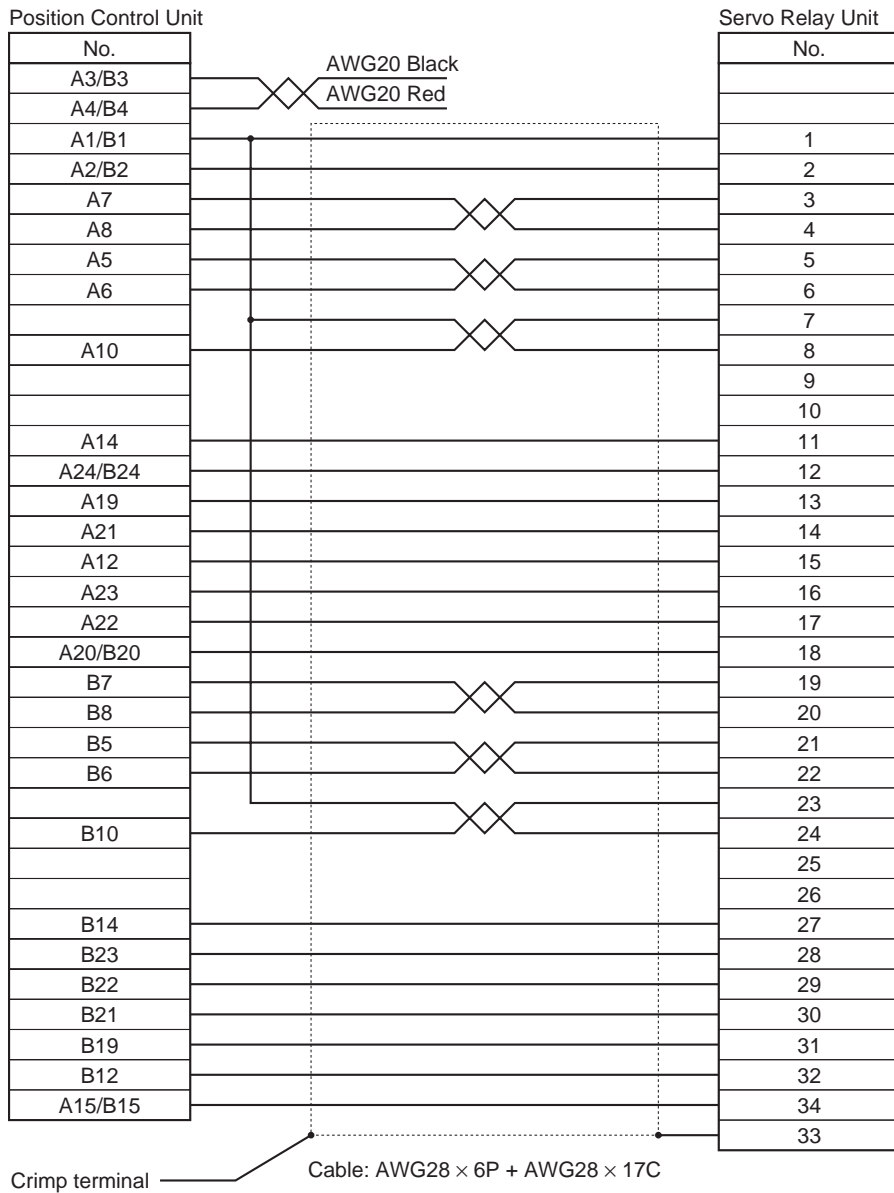 Position Control Unit Servo Relay Unit
No. No.
A3/B3 AWG20 Black
A4/B4 AWG20 Red
A1/B1 1
A2/B2 2
A7 3
A8 4
A5 5
A6 6
7
A10 8
9
10
A14 11
A24/B24 12
A19 13
A21 14
A12 15
A23 16
A22 17
A20/B20 18
B7 19
B8 20
B5 21
B6 22
23
B10 24
25
26
B14 27
B23 28
B22 29
B21 30
B19 31
B12 32
A15/B15 34
33
Crimp terminal Cable: AWG28 × 6P + AWG28 × 17C